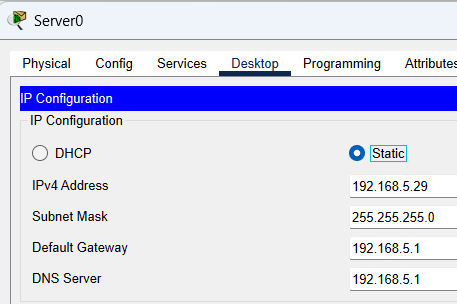 Server0
Physical Config Services Desktop Programming Attributes
IP Configuration
IP Configuration
DHCP Static
IPv4 Address 192.168.5.29
Subnet Mask 255.255.255.0
Default Gateway 192.168.5.1
DNS Server 192.168.5.1